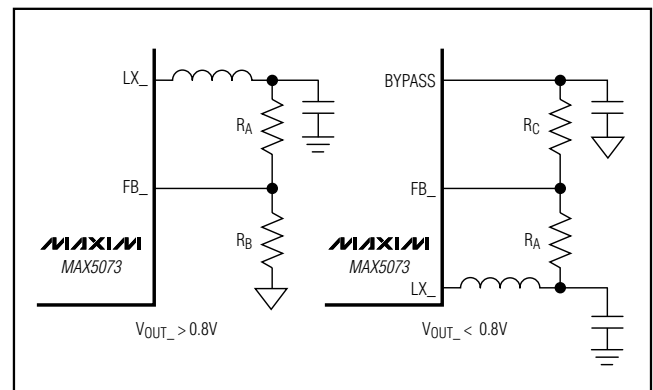 LX_
RA
FB_
RB
MAXIM
MAX5073
VOUT_ > 0.8V
BYPASS
RC
FB_
RA
MAXIM
MAX5073
LX_
VOUT_ < 0.8V